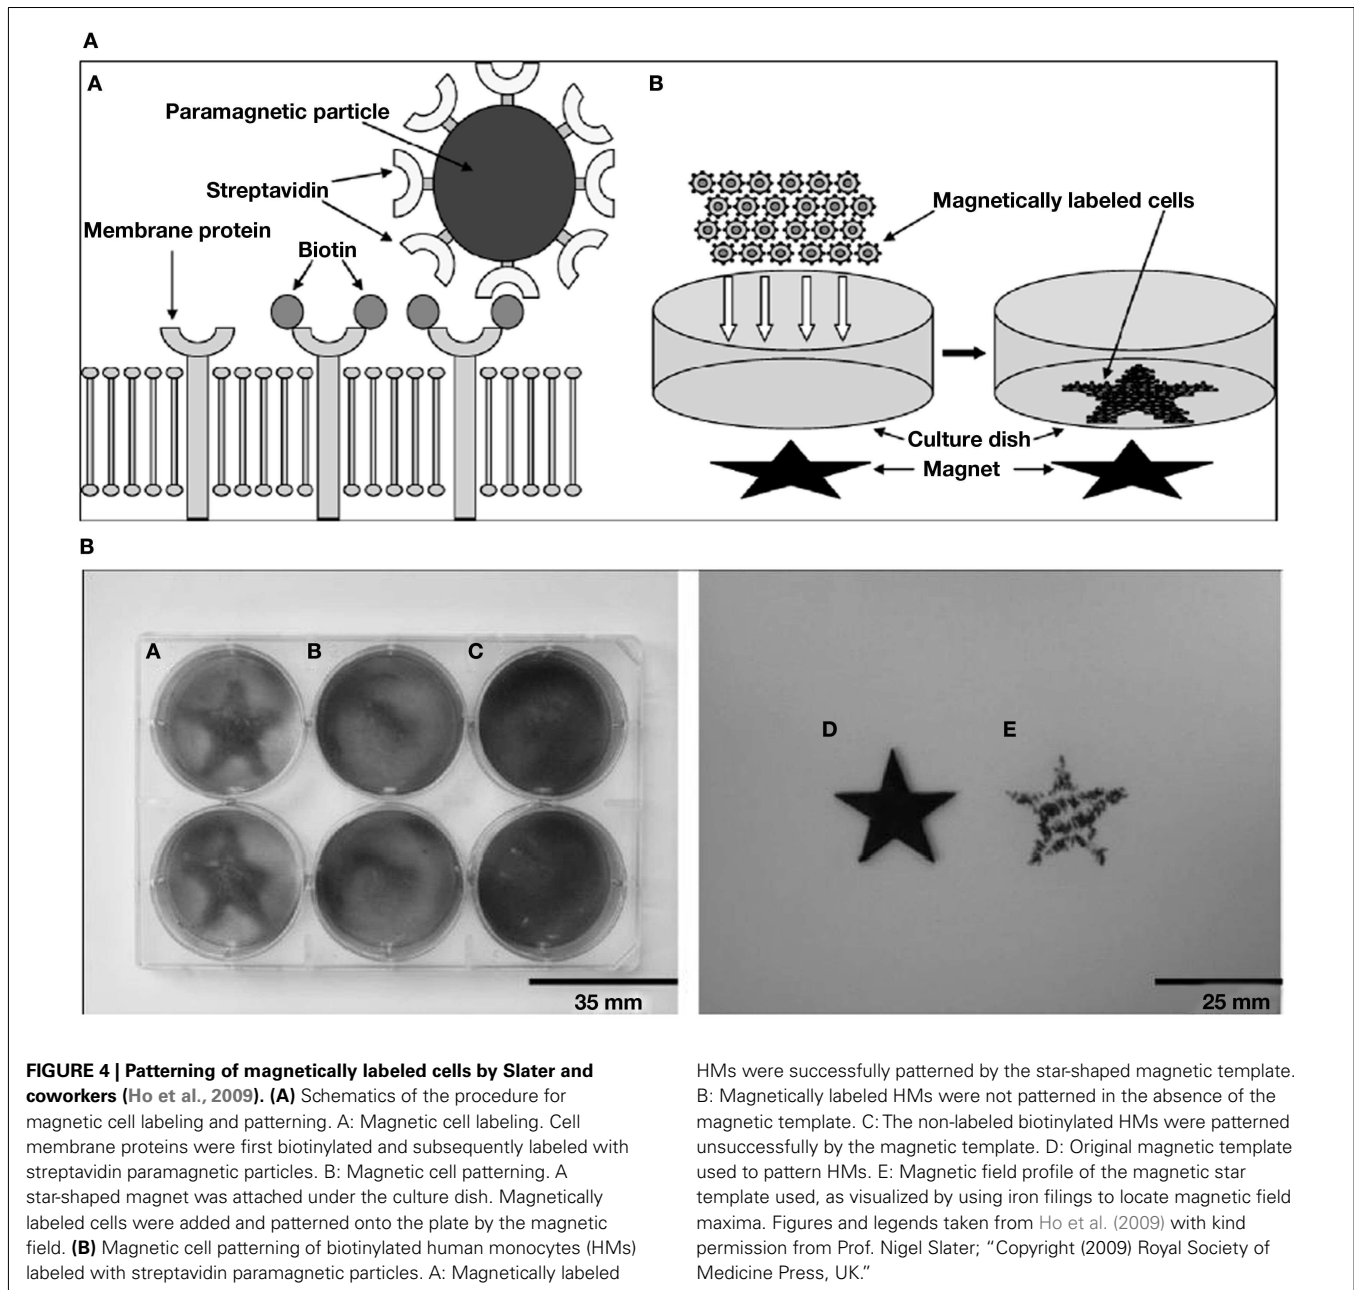 A
A
B
Paramagnetic particle
Streptavidin
Membrane protein
Biotin
Magnetically labeled cells
Culture dish
Magnet
B
A
B
C
D
E
35 mm
25 mm
FIGURE 4 | Patterning of magnetically labeled cells by Slater and
coworkers (Ho et al., 2009). (A) Schematics of the procedure for
magnetic cell labeling and patterning. A: Magnetic cell labeling. Cell
membrane proteins were first biotinylated and subsequently labeled with
streptavidin paramagnetic particles. B: Magnetic cell patterning. A
star-shaped magnet was attached under the culture dish. Magnetically
labeled cells were added and patterned onto the plate by the magnetic
field. (B) Magnetic cell patterning of biotinylated human monocytes (HMs)
labeled with streptavidin paramagnetic particles. A: Magnetically labeled
HMs were successfully patterned by the star-shaped magnetic template.
B: Magnetically labeled HMs were not patterned in the absence of the
magnetic template. C: The non-labeled biotinylated HMs were patterned
unsuccessfully by the magnetic template. D: Original magnetic template
used to pattern HMs. E: Magnetic field profile of the magnetic star
template used, as visualized by using iron filings to locate magnetic field
maxima. Figures and legends taken from Ho et al. (2009) with kind
permission from Prof. Nigel Slater; “Copyright (2009) Royal Society of
Medicine Press, UK.”